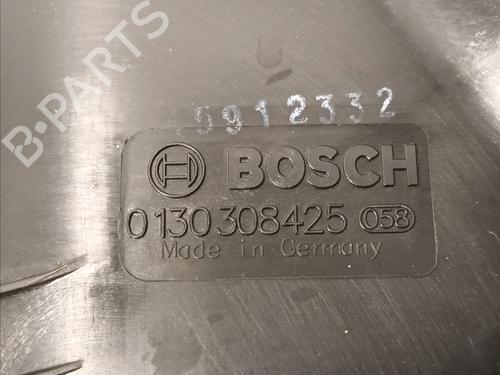 B-PARTS
9912332
BOSCH
0 130 308 425 058
Made in Germany